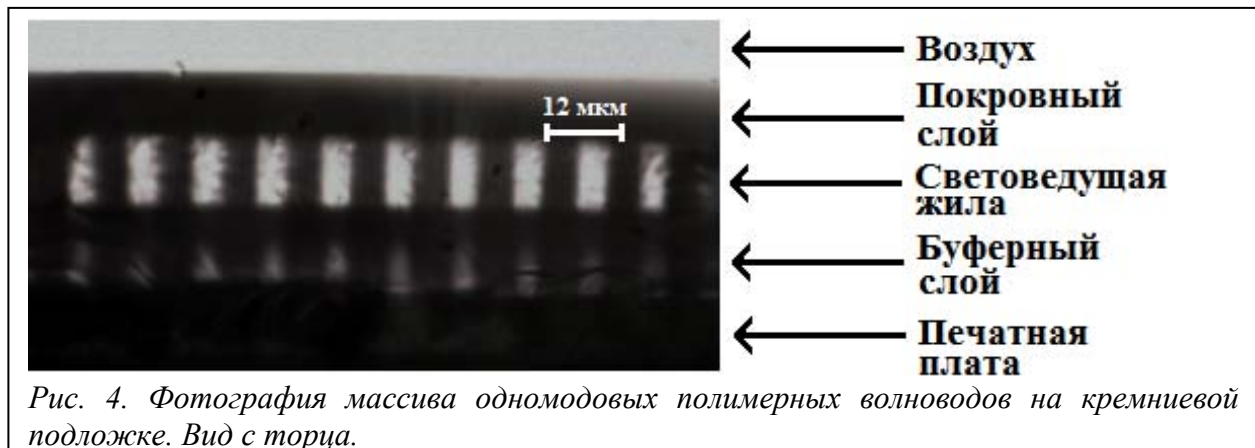 Воздух
Покровный
слой
12 мкм
Световедущая
жила
Буферный
слой
Печатная
плата
Рис. 4. Фотография массива одномодовых полимерных волноводов на кремниевой
подложке. Вид с торца.